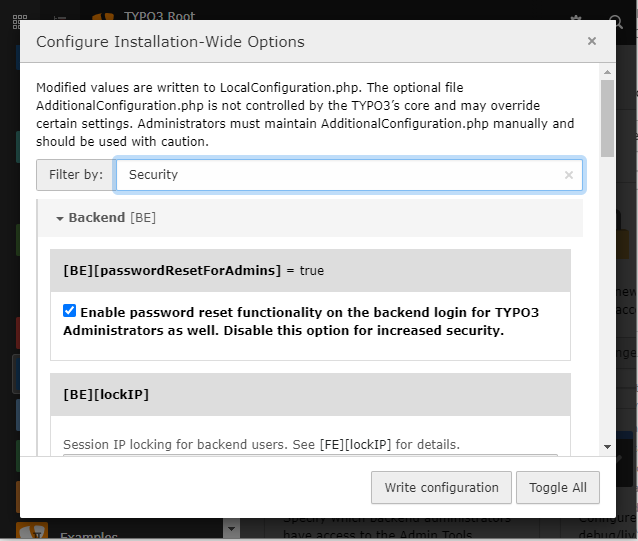 TYPO3 Root
Configure Installation-Wide Options
×
Modified values are written to LocalConfiguration.php. The optional file
AdditionalConfiguration.php is not controlled by the TYPO3's core and may override
certain settings. Administrators must maintain AdditionalConfiguration.php manually and
should be used with caution.
Filter by:
Security
×
Backend [BE]
[BE][passwordResetForAdmins] = true
Enable password reset functionality on the backend login for TYPO3
Administrators as well. Disable this option for increased security.
[BE][lockIP]
Session IP locking for backend users. See [FE][lockIP] for details.
Write configuration
Toggle All
Examples
Specify which backend administrators
have access to the Admin Tools
Configure
debug/liv
new
acco
nge